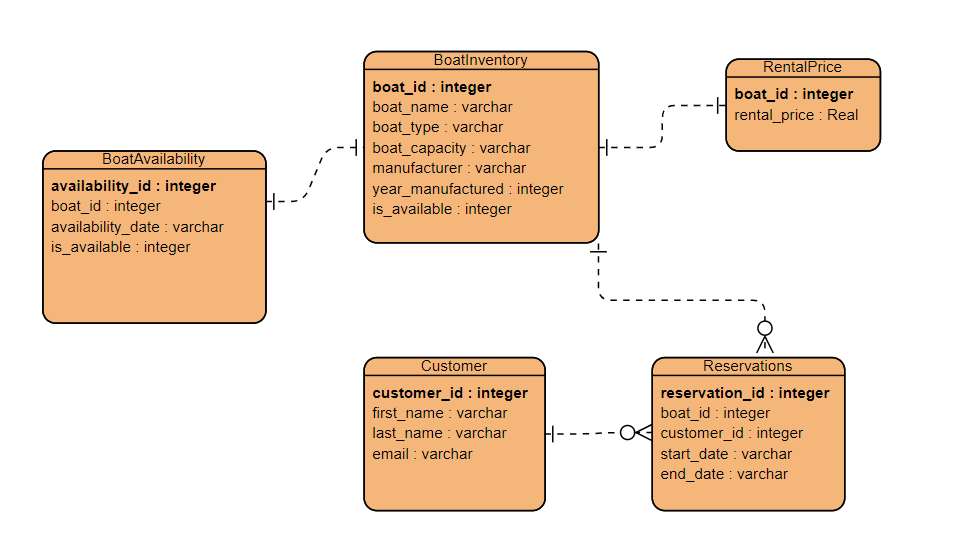 BoatInventory
boat_id : integer
boat_name : varchar
boat_type : varchar
boat_capacity : varchar
manufacturer : varchar
year_manufactured : integer
is_available : integer
RentalPrice
boat_id : integer
rental_price : Real
BoatAvailability
availability_id : integer
boat_id : integer
availability_date : varchar
is_available : integer
Customer
customer_id : integer
first_name : varchar
last_name : varchar
email : varchar
Reservations
reservation_id : integer
boat_id : integer
customer_id : integer
start_date : varchar
end_date : varchar